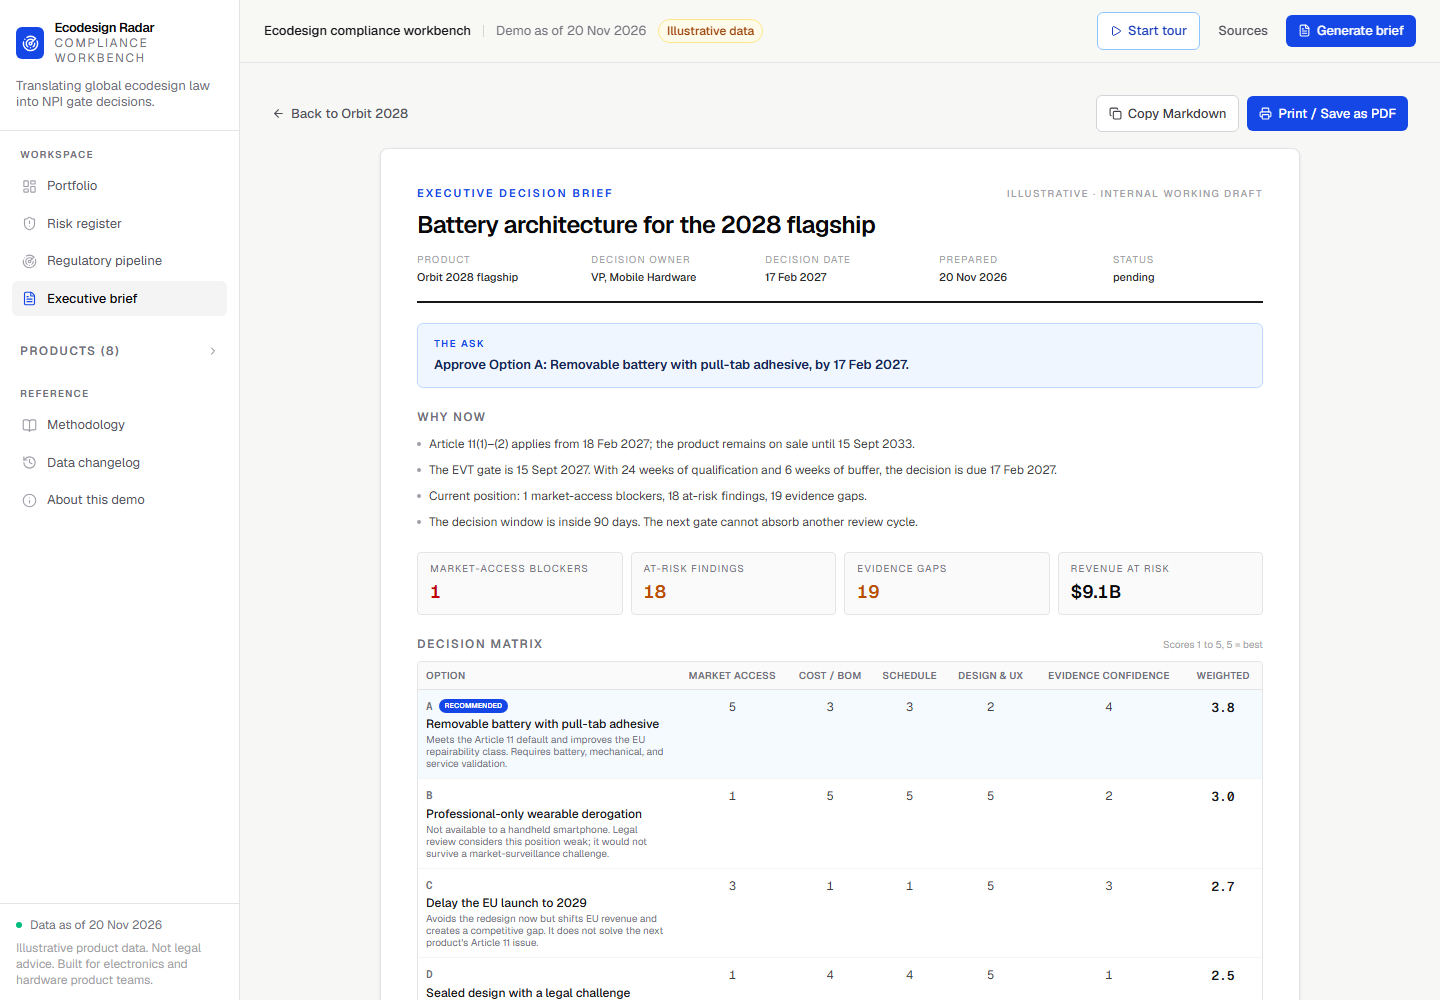 Ecodesign Radar
COMPLIANCE
WORKBENCH
Translating global ecodesign law
into NPI gate decisions.
WORKSPACE
Portfolio
Risk register
Regulatory pipeline
Executive brief
PRODUCTS (8)
REFERENCE
Methodology
Data changelog
About this demo
Data as of 20 Nov 2026
Illustrative product data. Not legal
advice. Built for electronics and
hardware product teams.
Ecodesign compliance workbench
Demo as of 20 Nov 2026
Illustrative data
Start tour
Sources
Generate brief
Back to Orbit 2028
Copy Markdown
Print / Save as PDF
EXECUTIVE DECISION BRIEF
ILLUSTRATIVE · INTERNAL WORKING DRAFT
Battery architecture for the 2028 flagship
PRODUCT DECISION OWNER DECISION DATE PREPARED STATUS
Orbit 2028 flagship VP, Mobile Hardware 17 Feb 2027 20 Nov 2026 pending
THE ASK
Approve Option A: Removable battery with pull-tab adhesive, by 17 Feb 2027.
WHY NOW
Article 11(1)–(2) applies from 18 Feb 2027; the product remains on sale until 15 Sept 2033.
The EVT gate is 15 Sept 2027. With 24 weeks of qualification and 6 weeks of buffer, the decision is due 17 Feb 2027.
Current position: 1 market-access blockers, 18 at-risk findings, 19 evidence gaps.
The decision window is inside 90 days. The next gate cannot absorb another review cycle.
MARKET-ACCESS BLOCKERS AT-RISK FINDINGS EVIDENCE GAPS REVENUE AT RISK
1 18 19 $9.1B
DECISION MATRIX
Scores 1 to 5, 5 = best
OPTION MARKET ACCESS COST / BOM SCHEDULE DESIGN & UX EVIDENCE CONFIDENCE WEIGHTED
A RECOMMENDED 5 3 3 2 4 3.8
Removable battery with pull-tab adhesive
Meets the Article 11 default and improves the EU
repairability class. Requires battery, mechanical, and
service validation.
B 1 5 5 5 2 3.0
Professional-only wearable derogation
Not available to a handheld smartphone. Legal
review considers this position weak; it would not
survive a market-surveillance challenge.
C 3 1 1 5 3 2.7
Delay the EU launch to 2029
Avoids the redesign now but shifts EU revenue and
creates a competitive gap. It does not solve the next
product's Article 11 issue.
D 1 4 4 5 1 2.5
Sealed design with a legal challenge